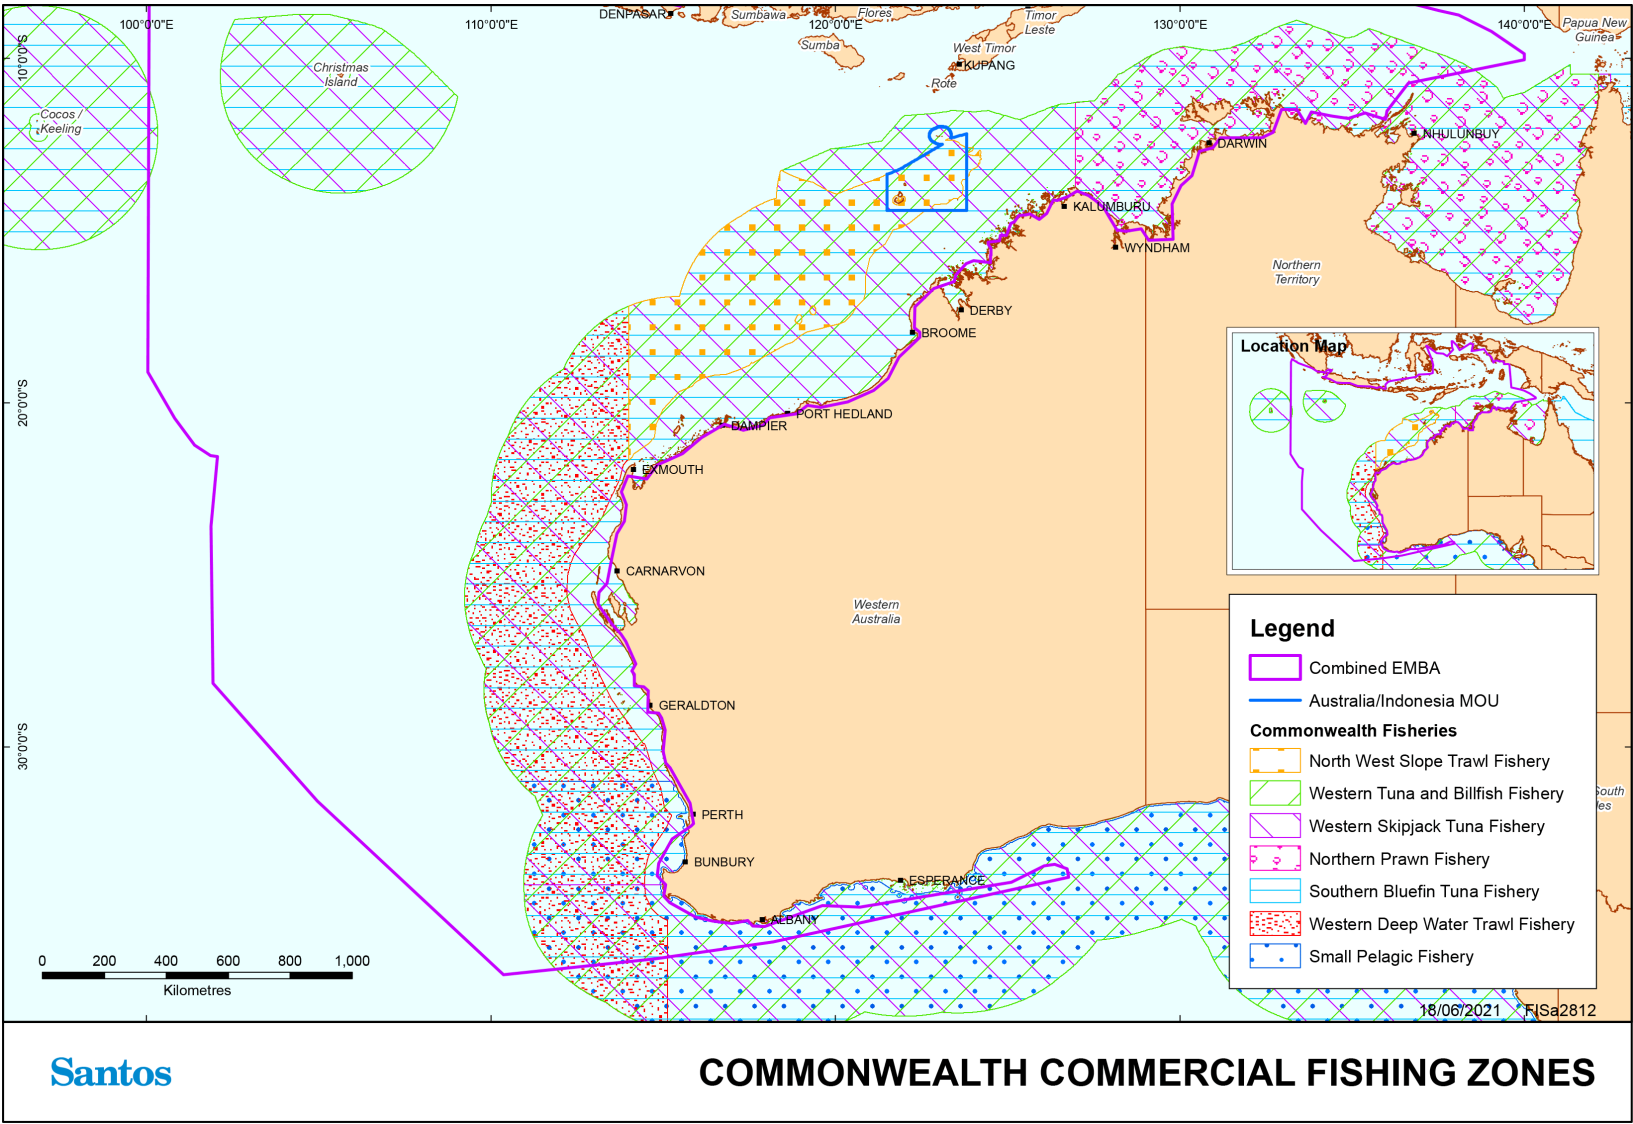 100°0'0"E
110°0'0"E
120°0'0"E
130°0'0"E
140°0'0"E
DENPASAR
Sumbawa
Flores
Timor
Leste
Papua New
Guinea
Sumba
West Timor
KUPANG
Rote
10°0'0"S
Christmas
Island
Cocos /
Keeling
NHULUNBUY
DARWIN
KALUMBURU
WYNDHAM
Northern
Territory
DERBY
BROOME
20°0'0"S
PORT HEDLAND
DAMPIER
EXMOUTH
CARNARVON
Western
Australia
GERALDTON
30°0'0"S
PERTH
BUNBURY
ESPERANCE
ALBANY
South
Location Map
Legend
Combined EMBA
Australia/Indonesia MOU
Commonwealth Fisheries
North West Slope Trawl Fishery
Western Tuna and Billfish Fishery
Western Skipjack Tuna Fishery
Northern Prawn Fishery
Southern Bluefin Tuna Fishery
Western Deep Water Trawl Fishery
Small Pelagic Fishery
0 200 400 600 800 1,000
Kilometres
18/06/2021 FISa2812
Santos
COMMONWEALTH COMMERCIAL FISHING ZONES